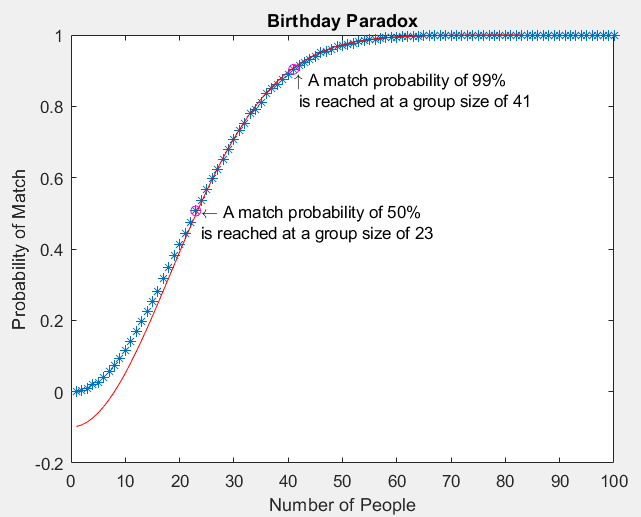 Birthday Paradox
1
0.8
0.6
0.4
0.2
0
-0.2
Probability of Match
↑ A match probability of 99%
is reached at a group size of 41
← A match probability of 50%
is reached at a group size of 23
0 10 20 30 40 50 60 70 80 90 100
Number of People